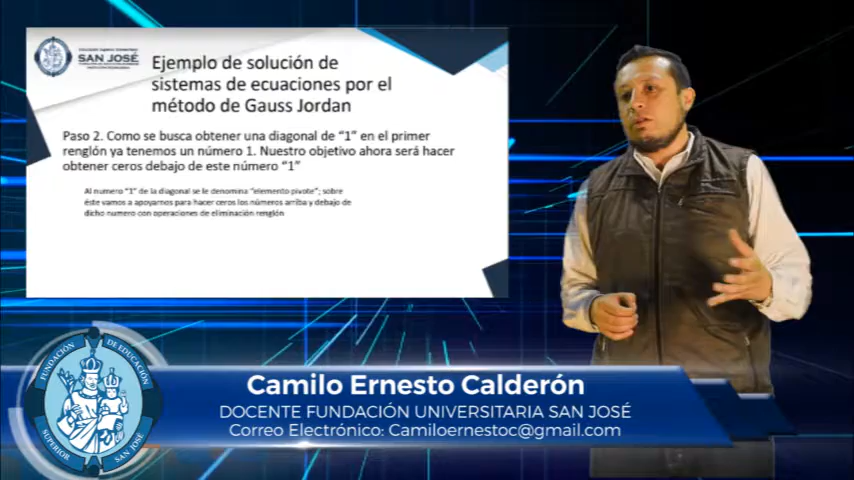 SAN JOSÉ
Ejemplo de solución de
sistemas de ecuaciones por el
método de Gauss Jordan
Paso 2. Como se busca obtener una diagonal de “1” en el primer
renglón ya tenemos un número 1. Nuestro objetivo ahora será hacer
obtener ceros debajo de este número “1”
Al numero “1” de la diagonal se le denomina “elemento pivote”; sobre
éste vamos a apoyarnos para hacer ceros los números arriba y debajo de
dicho numero con operaciones de eliminación renglón
FUNDACIÓN DE EDUCACIÓN
SUPERIOR SAN JOSÉ
Camilo Ernesto Calderón
DOCENTE FUNDACIÓN UNIVERSITARIA SAN JOSÉ
Correo Electrónico: Camiloernestoc@gmail.com